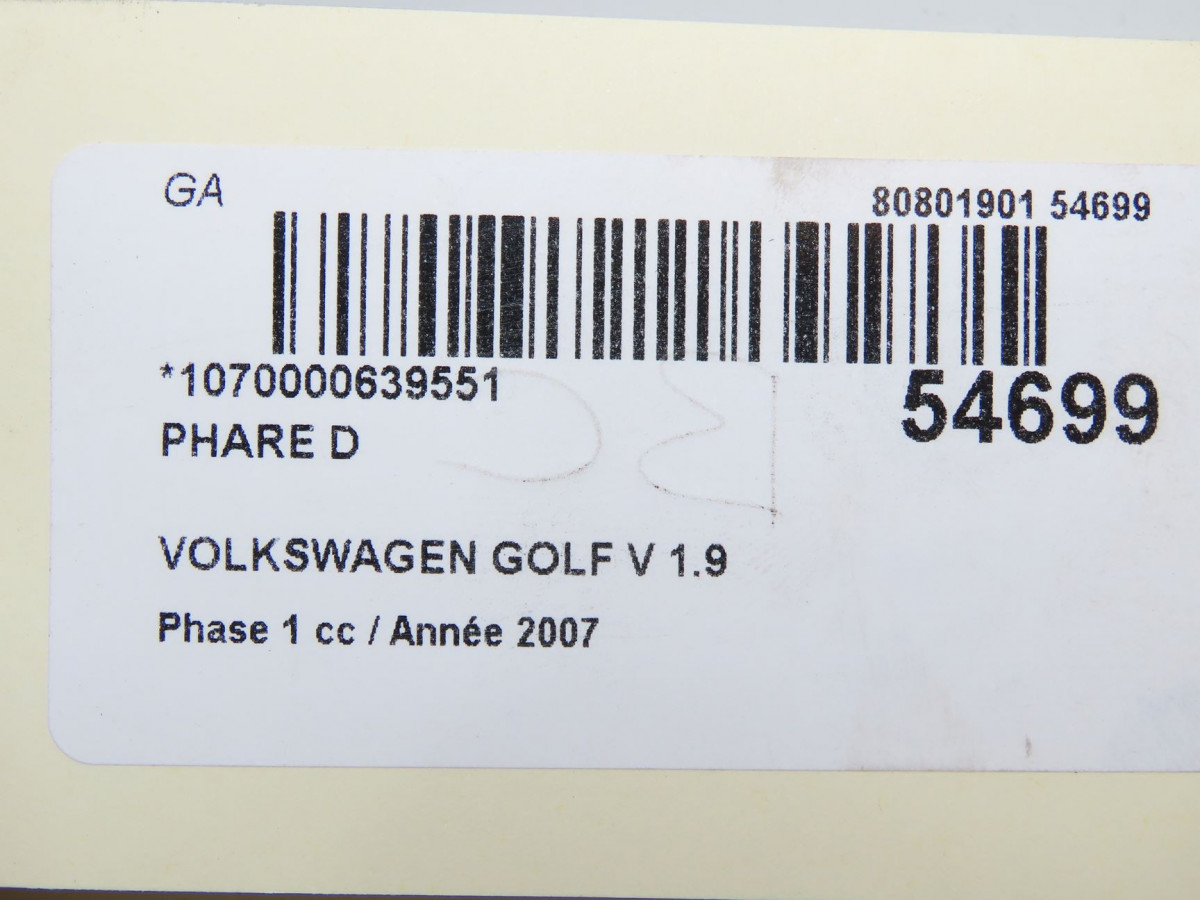 GA
80801901 54699
*1070000639551
54699
PHARE D
VOLKSWAGEN GOLF V 1.9
Phase 1 cc / Année 2007